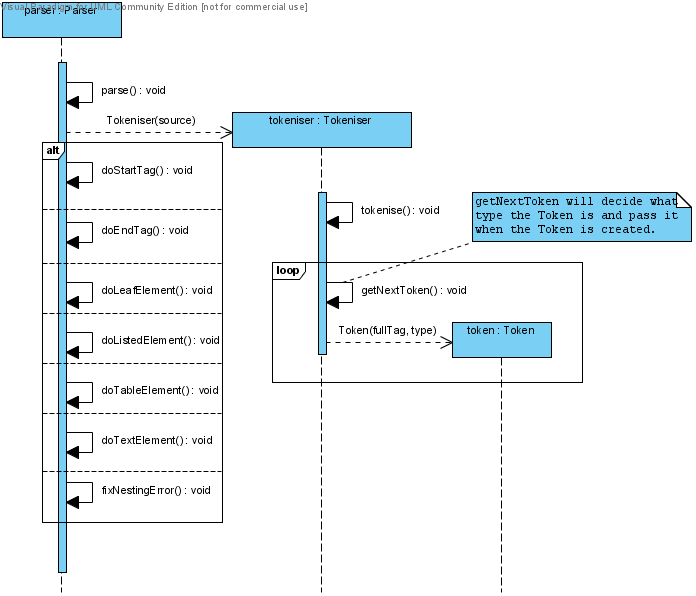 Visual Paradigm for UML Community Edition [not for commercial use]
parser : Parser
parse() : void
Tokeniser(source)
tokeniser : Tokeniser
alt
doStartTag() : void
tokenise() : void
getNextToken will decide what
type the Token is and pass it
when the Token is created.
doEndTag() : void
loop
doLeafElement() : void
getNextToken() : void
Token(fullTag, type)
token : Token
doListedElement() : void
doTableElement() : void
doTextElement() : void
fixNestingError() : void